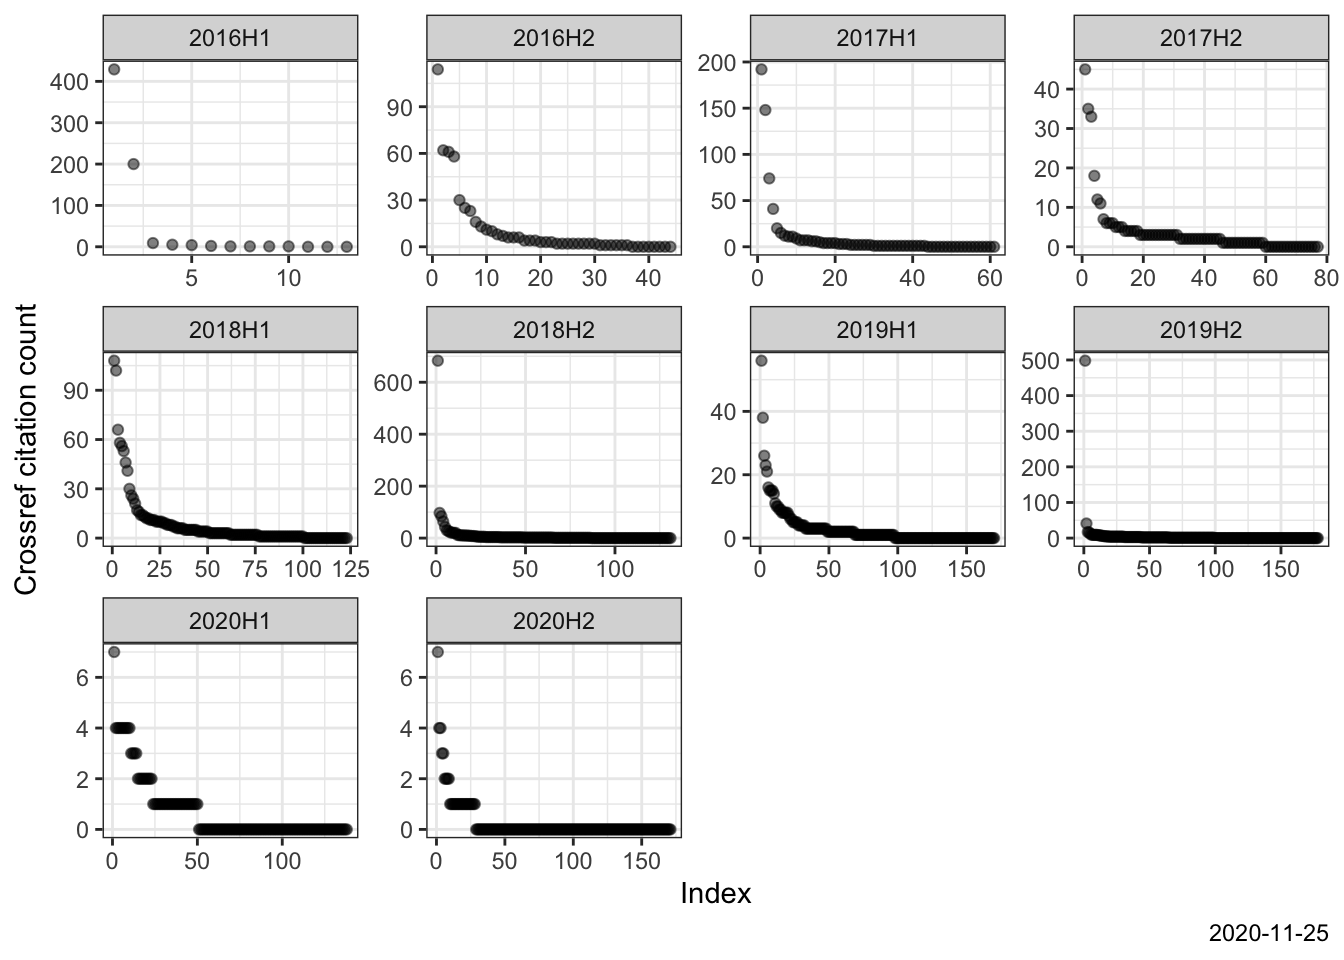 2016H1 2016H2 2017H1 2017H2
400 300 200 100 0
90 60 30 0
200 150 100 50 0
40 30 20 10 0
5 10
0 10 20 30 40
0 20 40 60
0 20 40 60 80
Crossref citation count
2018H1 2018H2 2019H1 2019H2
90 60 30 0
600 400 200 0
40 20 0
500 400 300 200 100 0
0 25 50 75 100 125
0 50 100
0 50 100 150
0 50 100 150
2020H1 2020H2
6 4 2 0
6 4 2 0
0 50 100
0 50 100 150
Index
2020-11-25